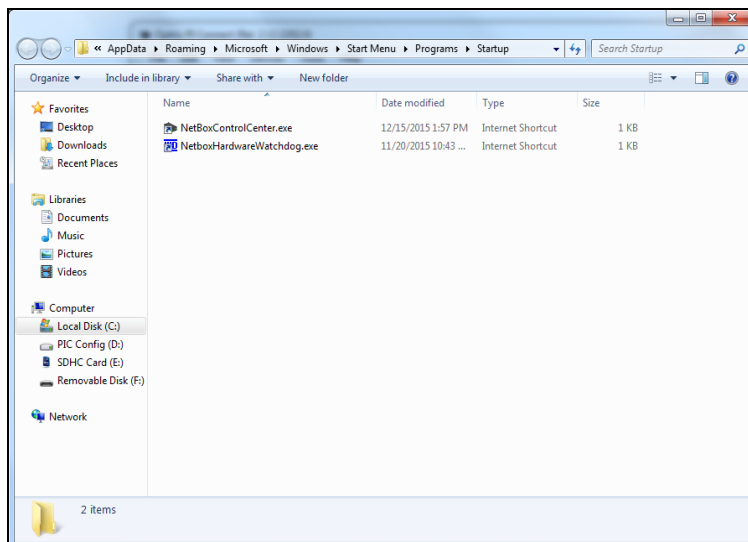 « AppData Roaming Microsoft Windows Start Menu Programs Startup Search Startup
Organize Include in library Share with New folder
Favorites
Desktop
Downloads
Recent Places
Libraries
Documents
Music
Pictures
Videos
Computer
Local Disk (C:)
PIC Config (D:)
SDHC Card (E:)
Removable Disk (F:)
Network
Name Date modified Type Size
NetBoxControlCenter.exe 12/15/2015 1:57 PM Internet Shortcut 1 KB
NetboxHardwareWatchdog.exe 11/20/2015 10:43 ... Internet Shortcut 1 KB
2 items